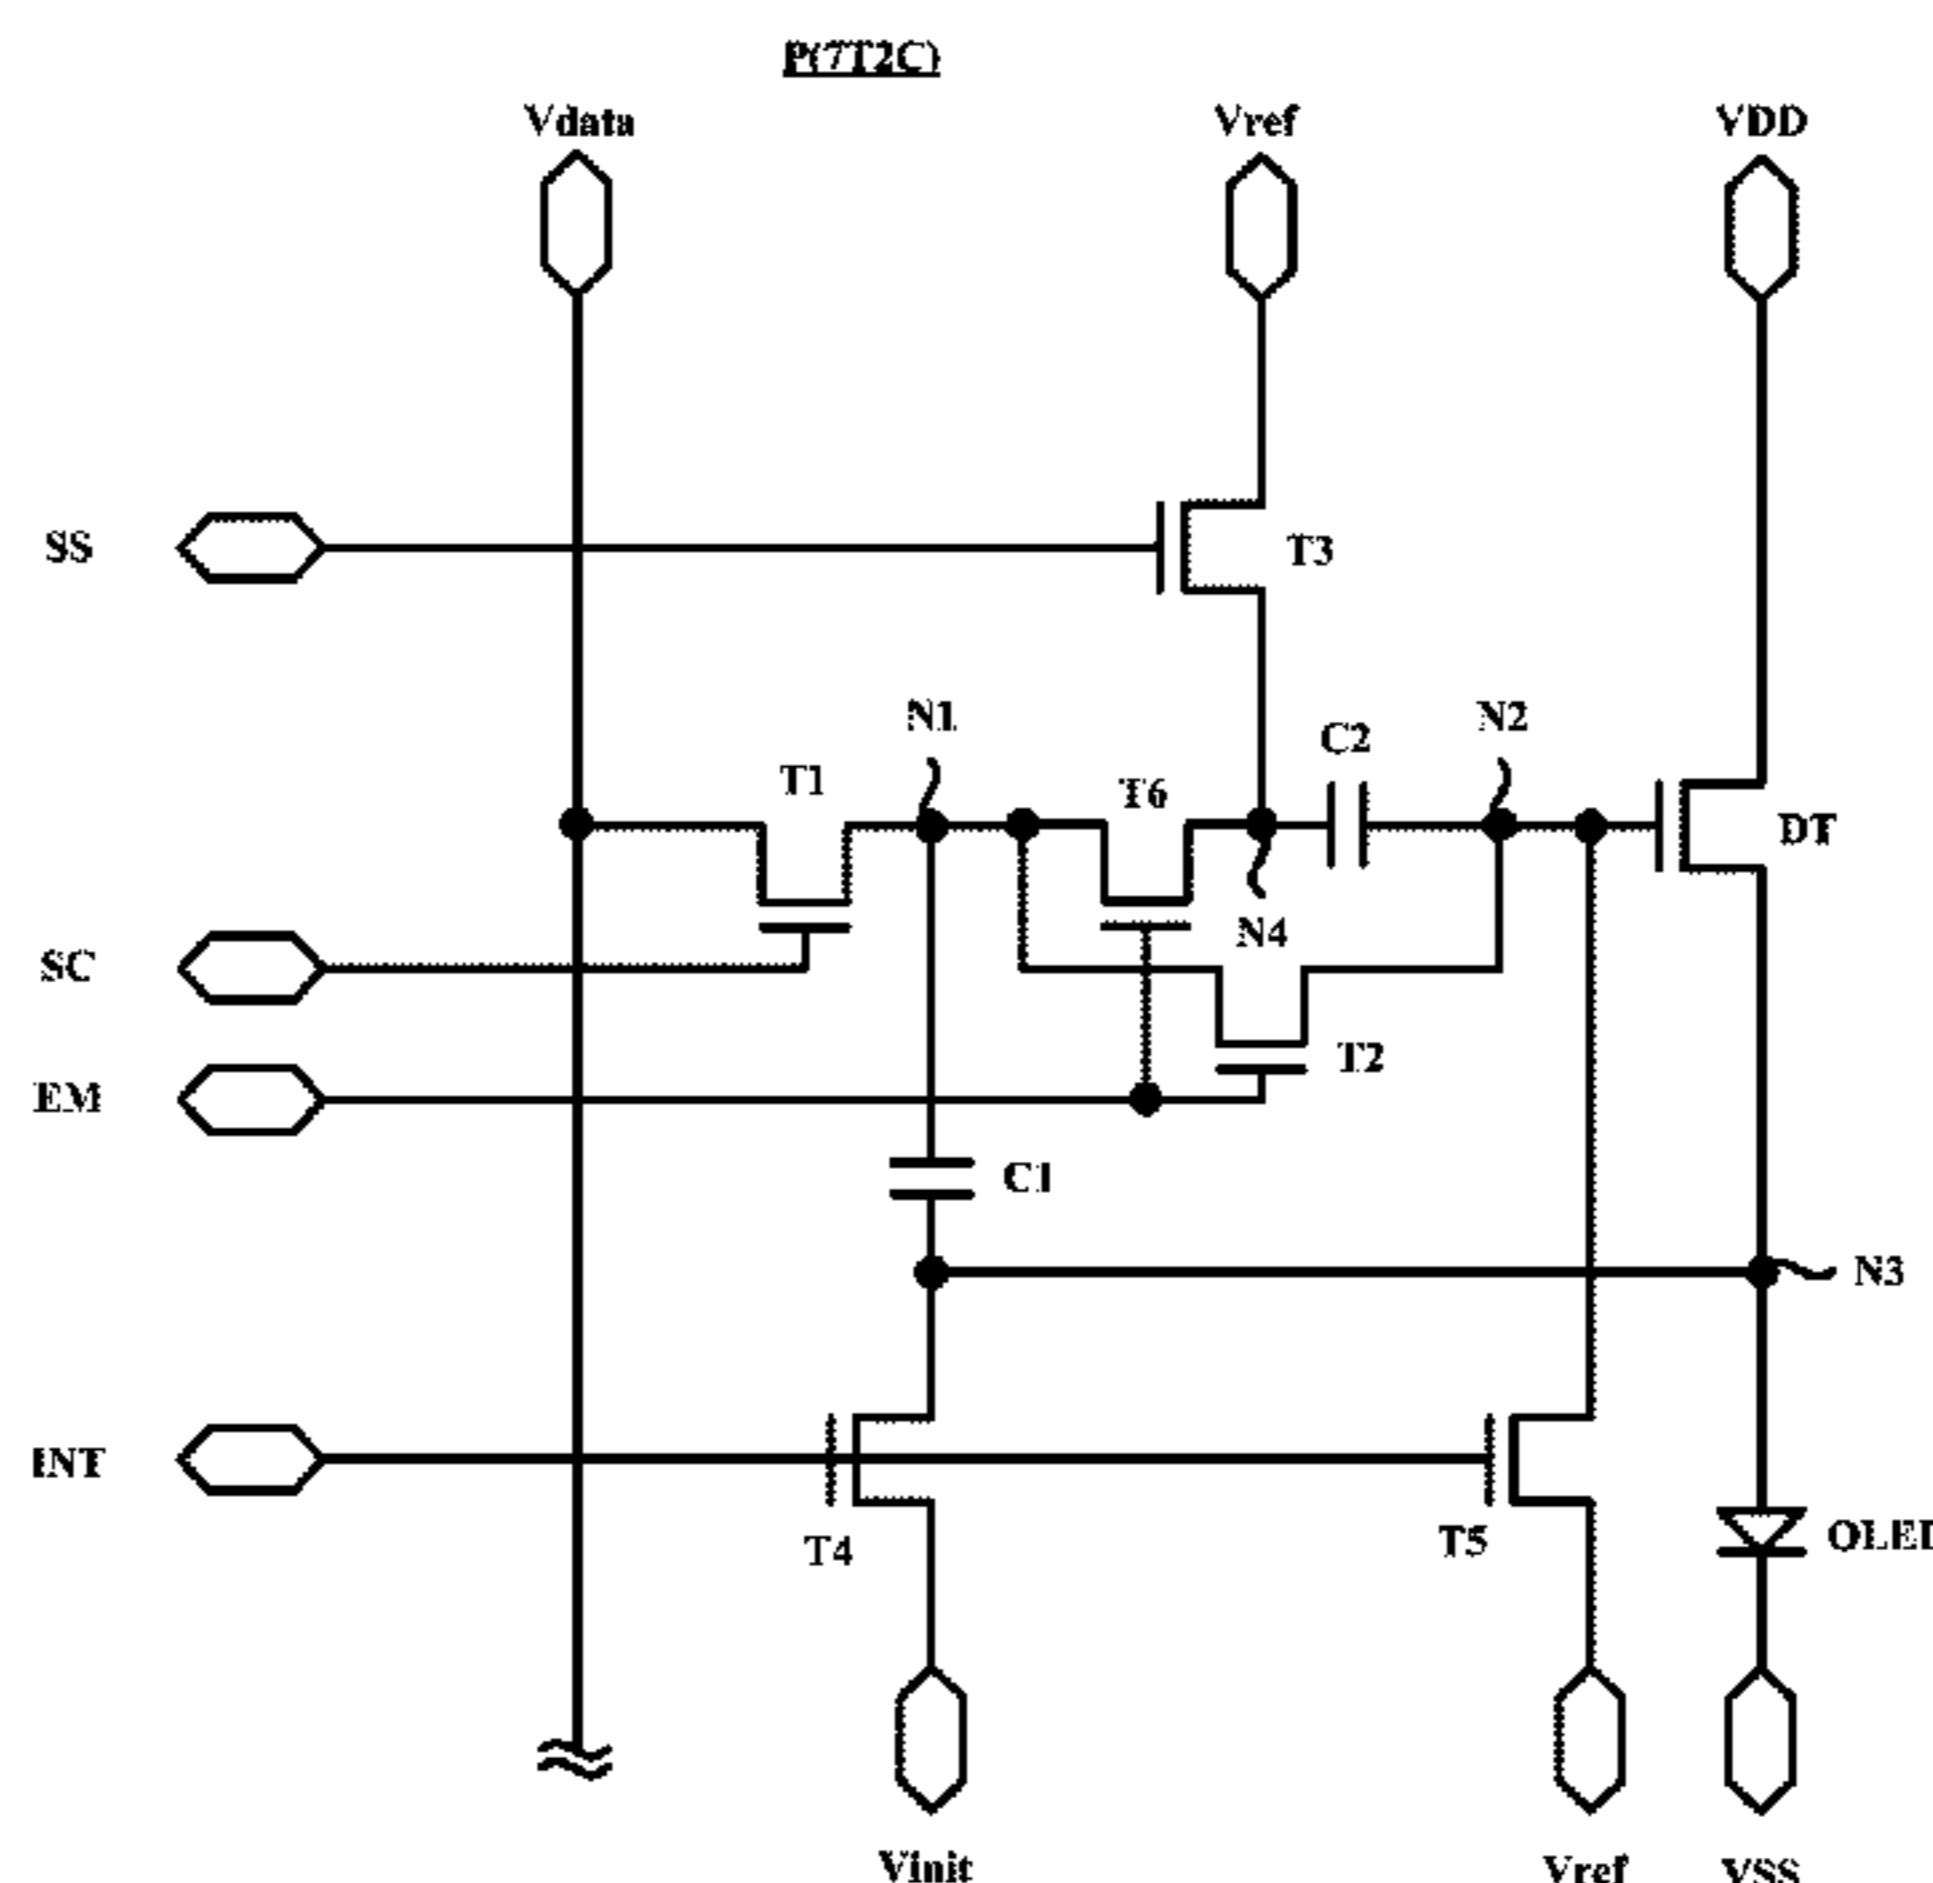 P(7T2C)
Vdata
Vref
VDD
SS
T3
N1
N2
C2
T1
T6
DT
N4
SC
T2
EM
C1
N3
INT
T4
T5
OLED
Vinit
Vref
VSS